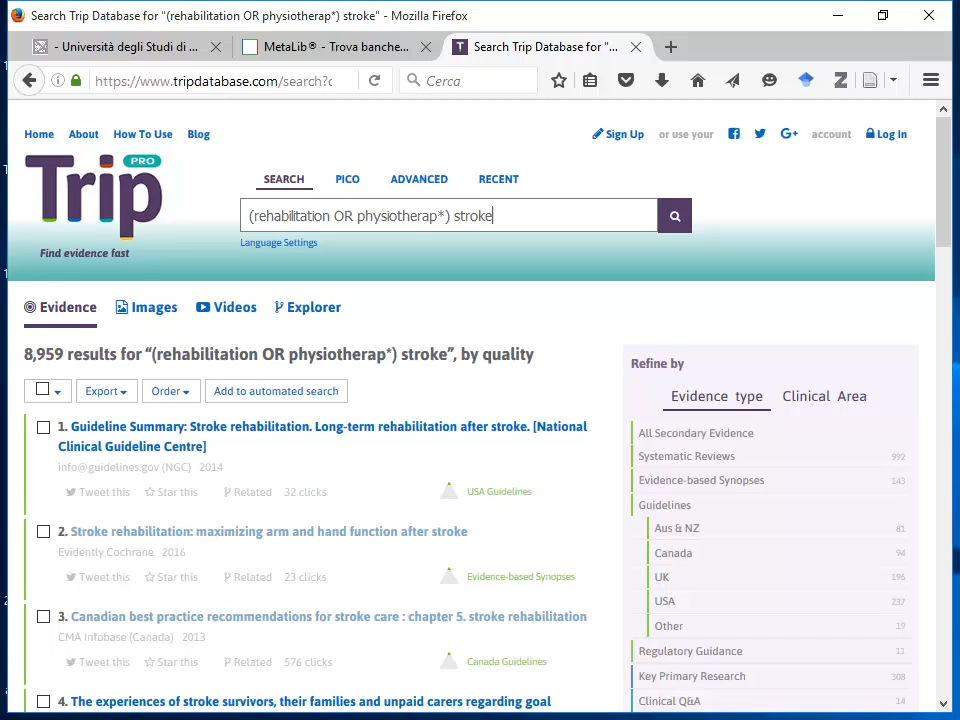 Search Trip Database for "(rehabilitation OR physiotherap*) stroke" - Mozilla Firefox
- Università degli Studi di ...
MetaLib® - Trova banche...
Search Trip Database for "...
https://www.tripdatabase.com/search?c
Cerca
Home About How To Use Blog
Sign Up or use your account Log In
Trip PRO
Find evidence fast
SEARCH PICO ADVANCED RECENT
(rehabilitation OR physiotherap*) stroke
Language Settings
Evidence Images Videos Explorer
8,959 results for “(rehabilitation OR physiotherap*) stroke”, by quality
Export Order Add to automated search
1. Guideline Summary: Stroke rehabilitation. Long-term rehabilitation after stroke. [National
Clinical Guideline Centre]
info@guidelines.gov (NGC) 2014
Tweet this Star this Related 32 clicks USA Guidelines
2. Stroke rehabilitation: maximizing arm and hand function after stroke
Evidently Cochrane 2016
Tweet this Star this Related 23 clicks Evidence-based Synopses
3. Canadian best practice recommendations for stroke care : chapter 5. stroke rehabilitation
CMA Infobase (Canada) 2013
Tweet this Star this Related 576 clicks Canada Guidelines
4. The experiences of stroke survivors, their families and unpaid carers regarding goal
Refine by
Evidence type Clinical Area
All Secondary Evidence
Systematic Reviews 992
Evidence-based Synopses 143
Guidelines
Aus & NZ 81
Canada 94
UK 196
USA 237
Other 19
Regulatory Guidance 11
Key Primary Research 308
Clinical Q&A 14